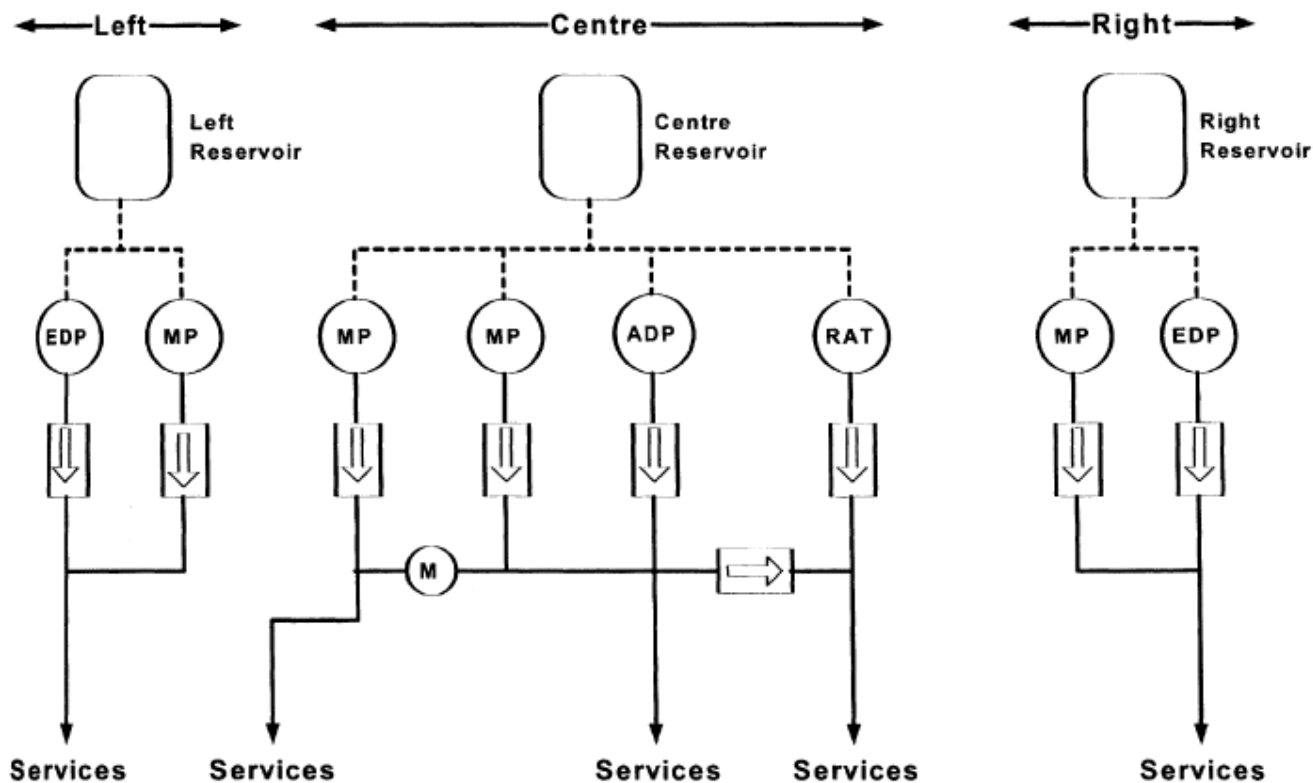 Left
Centre
Right
Left
Reservoir
Centre
Reservoir
Right
Reservoir
EDP
MP
MP
MP
ADP
RAT
MP
EDP
M
Services
Services
Services
Services
Services